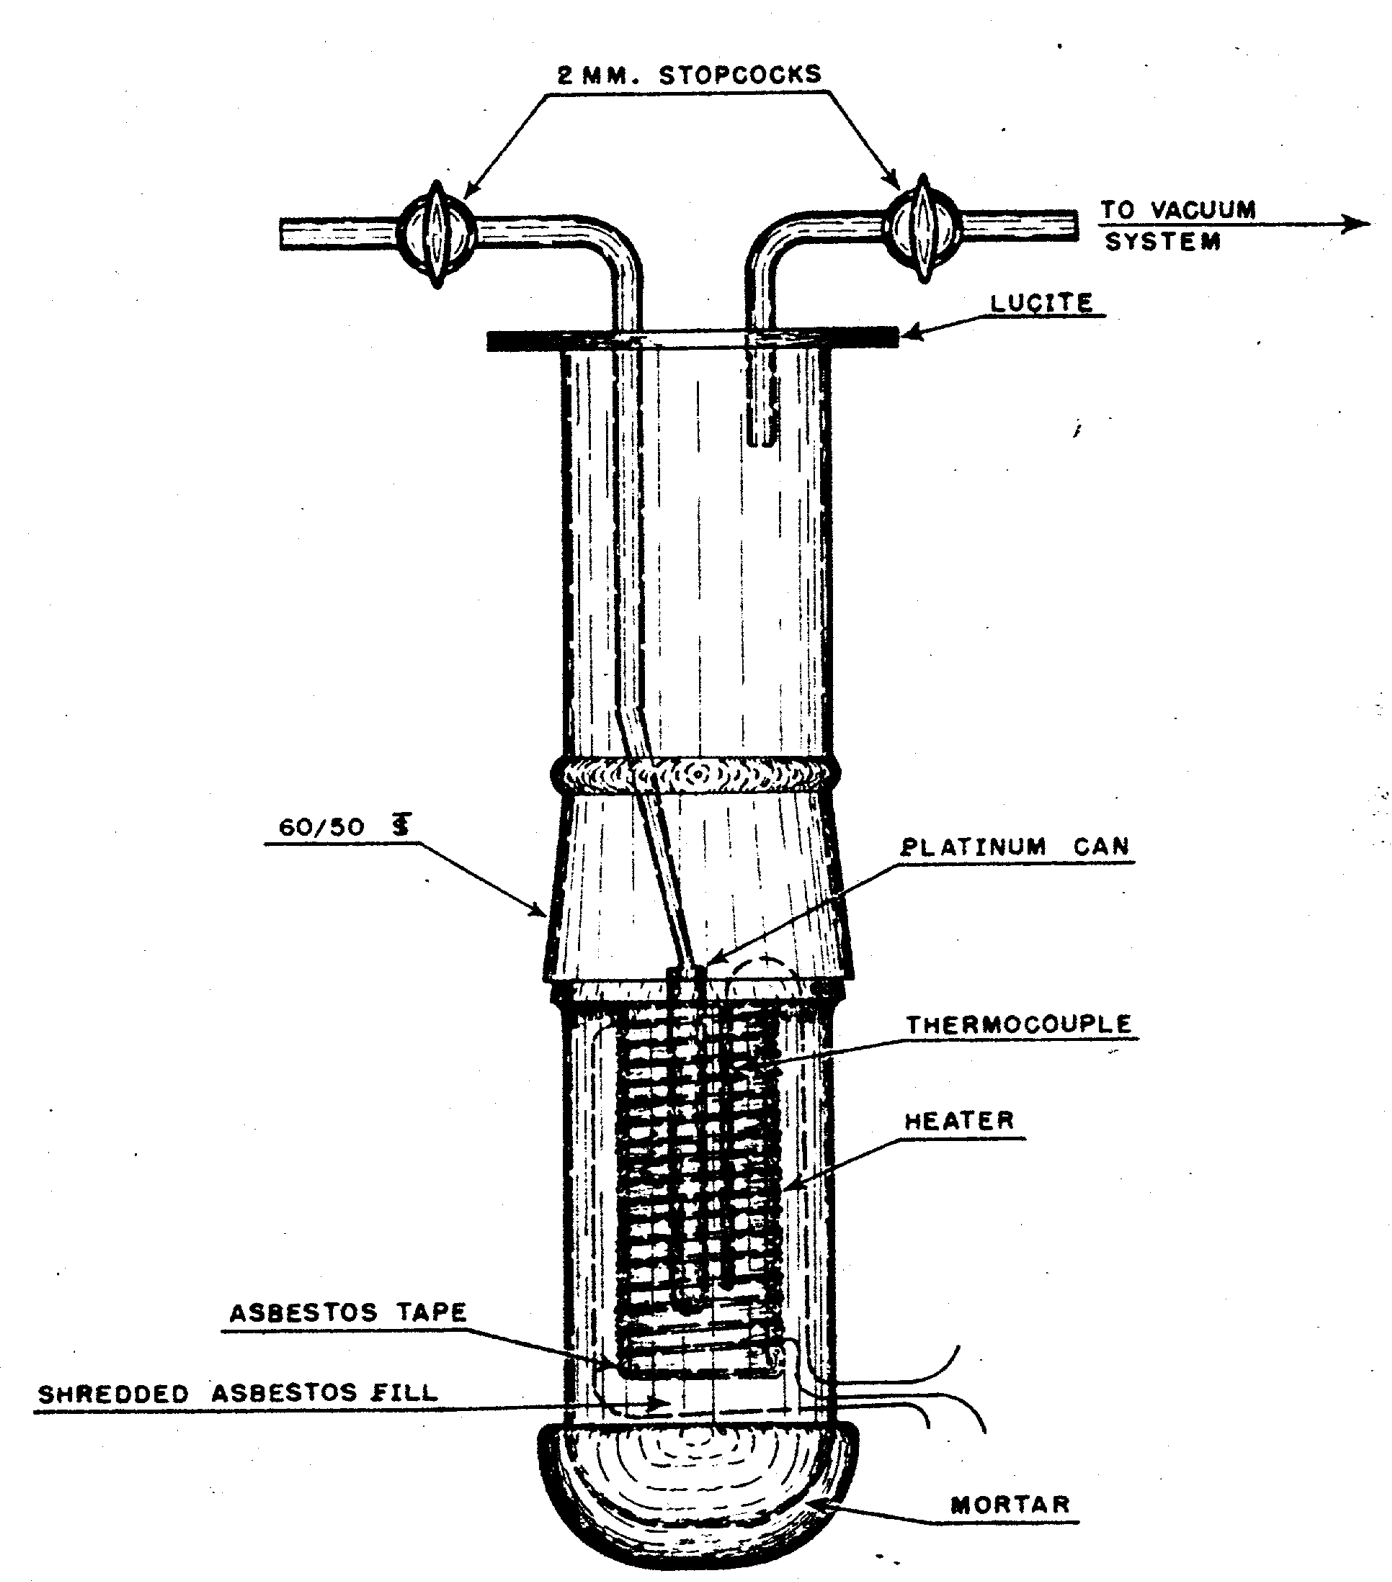 2 MM. STOPCOCKS
TO VACUUM
SYSTEM
LUCITE
60/50 S̄
PLATINUM CAN
THERMOCOUPLE
HEATER
ASBESTOS TAPE
SHREDDED ASBESTOS FILL
MORTAR